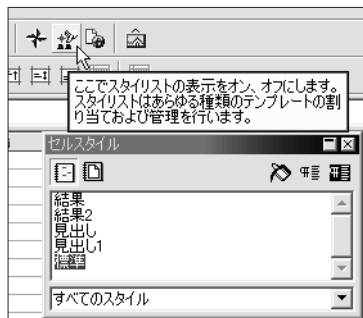 ここでスタイリストの表示をオン、オフにします。
スタイリストはあらゆる種類のテンプレートの割
り当ておよび管理を行います。
セルスタイル
結果
結果2
見出し
見出し1
標準
すべてのスタイル